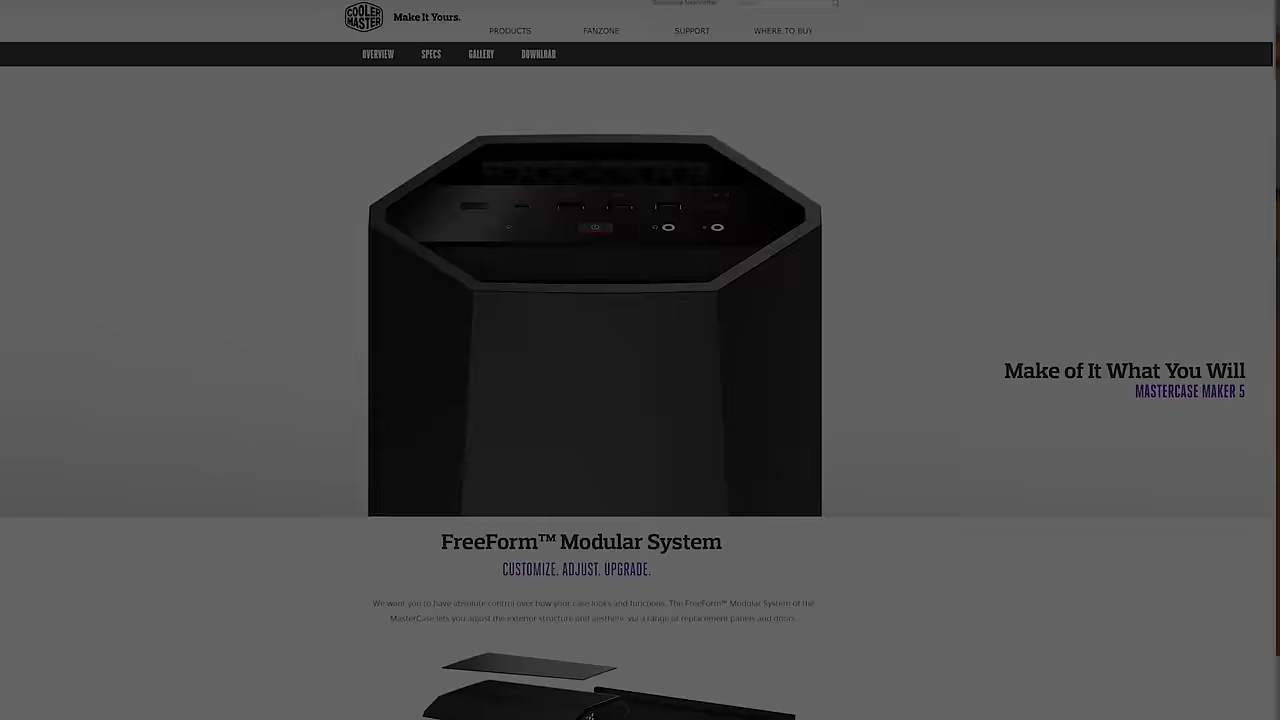 COOLER
MASTER
Make It Yours.
PRODUCTS
FANZONE
SUPPORT
WHERE TO BUY
OVERVIEW
SPECS
GALLERY
DOWNLOAD
Make of It What You Will
MASTERCASE MAKER 5
FreeForm™ Modular System
CUSTOMIZE. ADJUST. UPGRADE.
We want you to have absolute control over how your case looks and functions. The FreeForm™ Modular System of the
MasterCase lets you adjust the exterior structure and aesthetic via a range of replacement panels and doors.